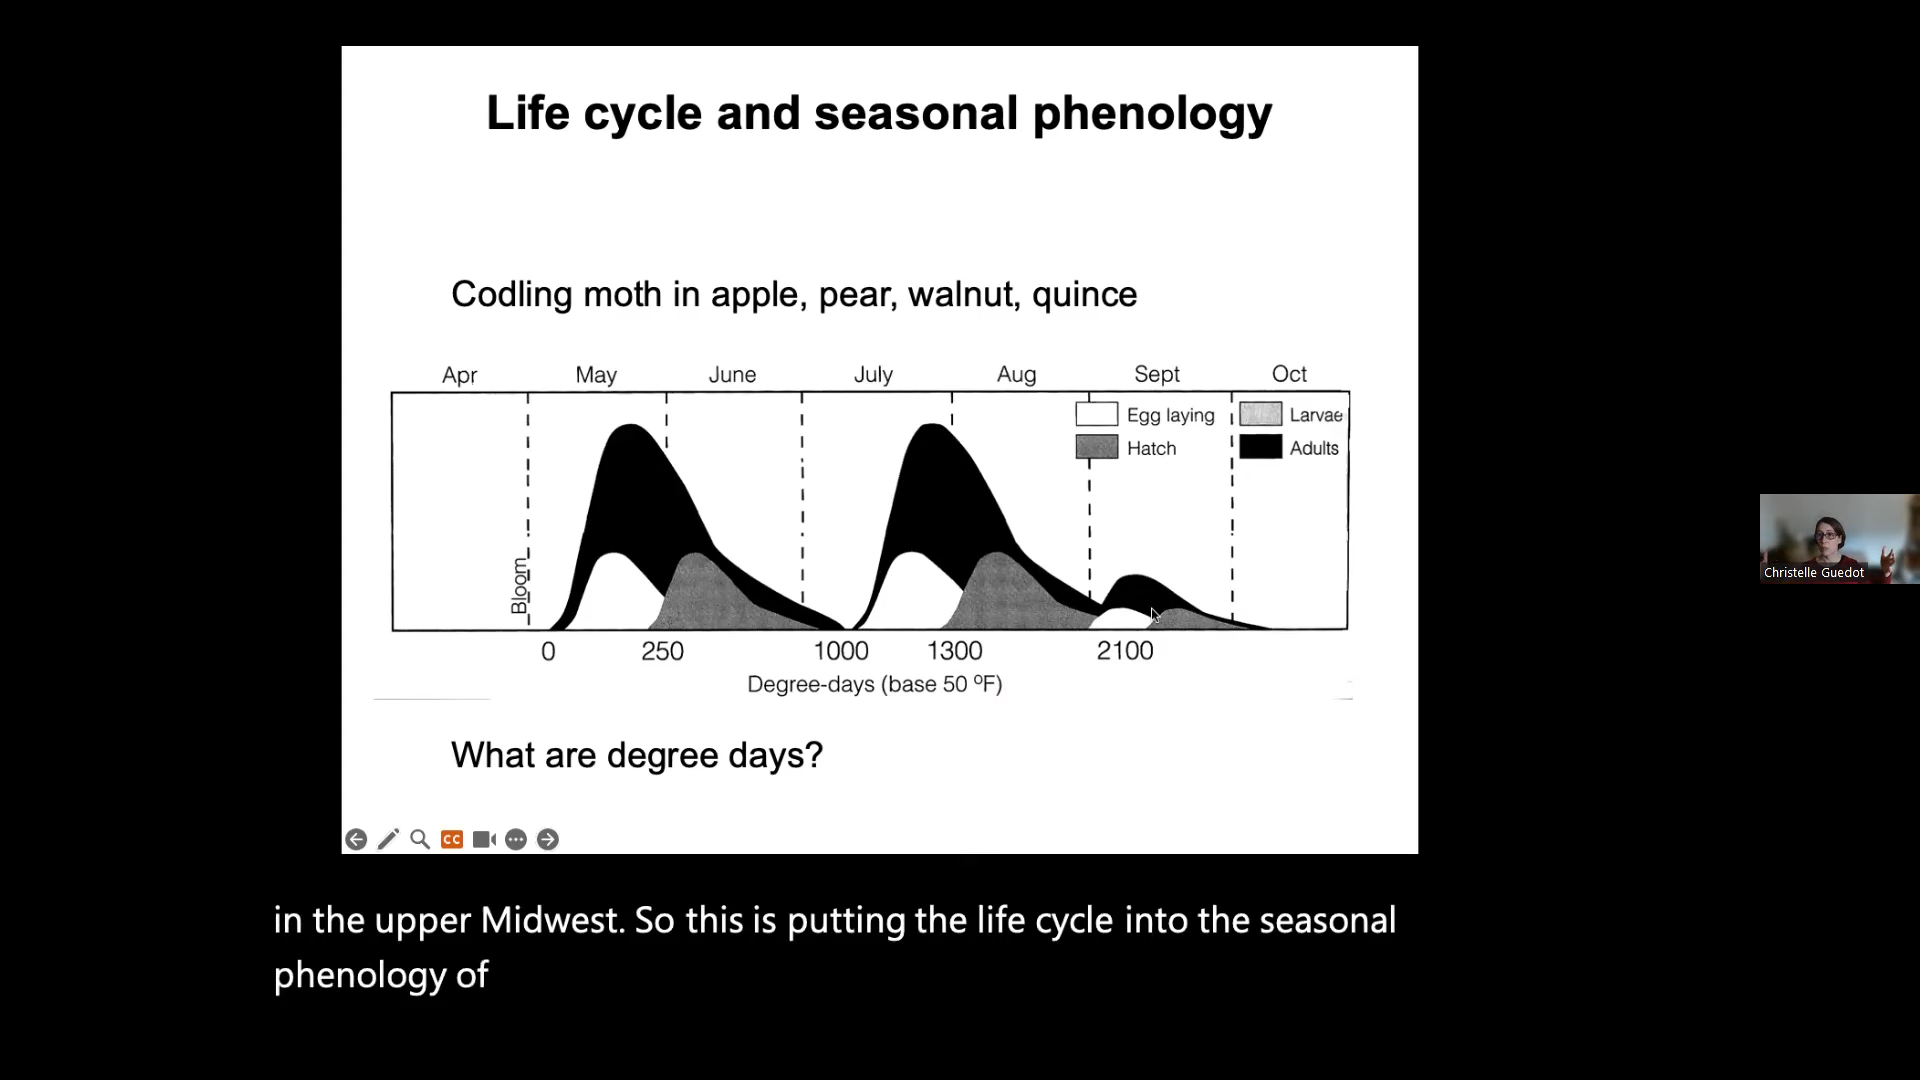 Life cycle and seasonal phenology
Codling moth in apple, pear, walnut, quince
Apr May June July Aug Sept Oct
Egg laying Larvae
Hatch Adults
Bloom
0 250 1000 1300 2100
Degree-days (base 50 ºF)
What are degree days?
CC
Christelle Guedot
in the upper Midwest. So this is putting the life cycle into the seasonal
phenology of